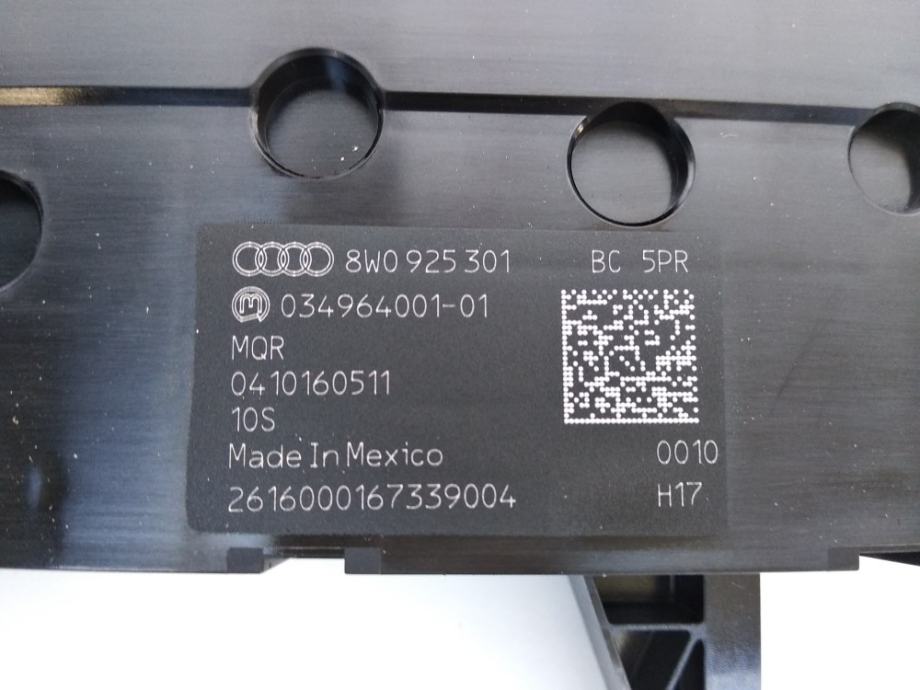 8W0 925 301 BC 5PR
M 034964001-01
MQR
0410160511
10S
Made In Mexico 0010
2616000167339004 H17